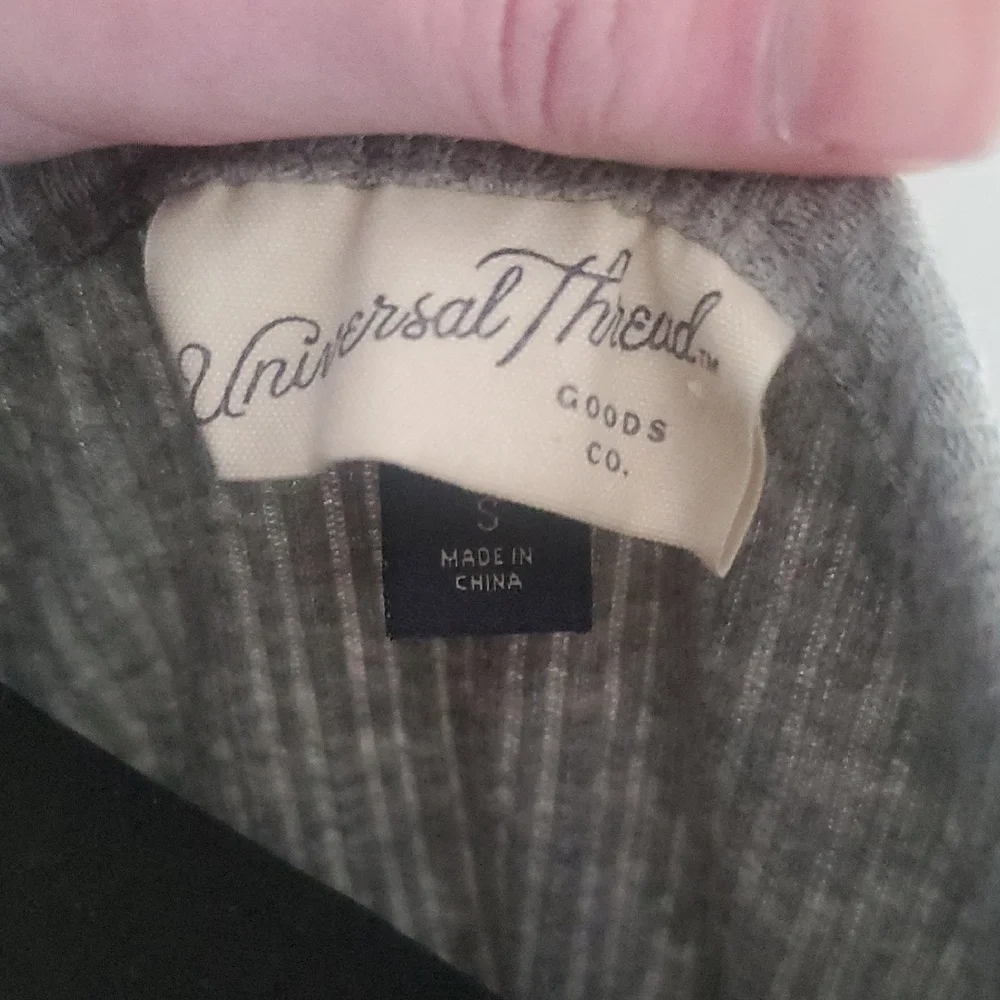 Universal Thread™
GOODS
CO.
S
MADE IN
CHINA